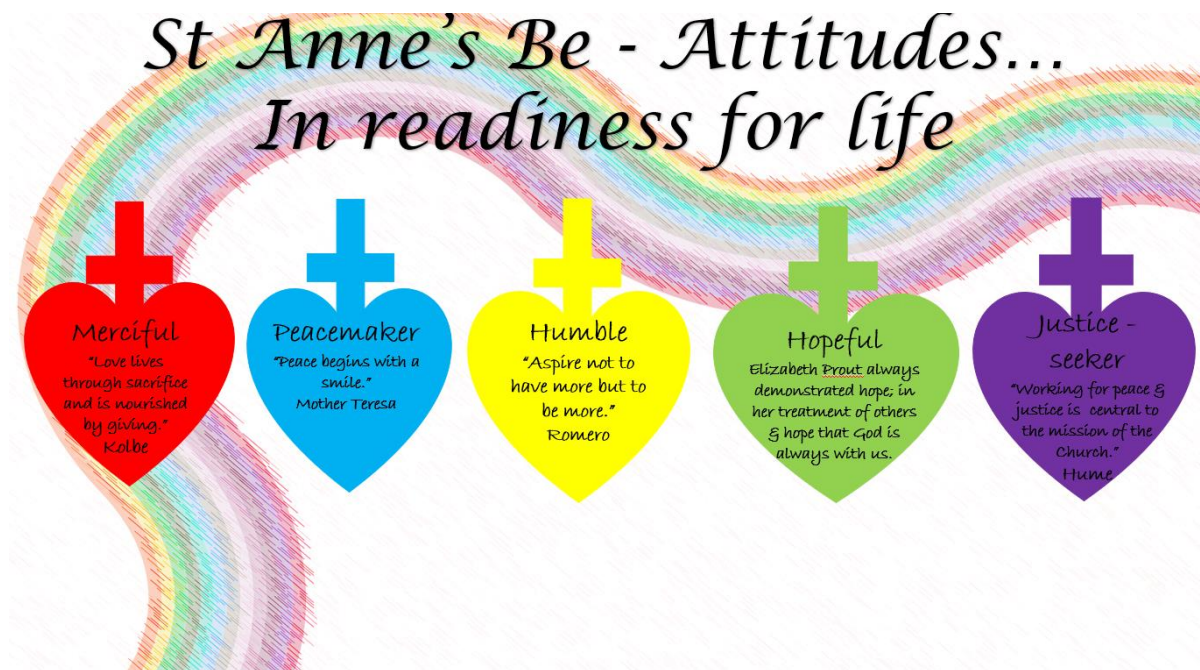 St Anne's Be - Attitudes...
In readiness for life
Merciful
"Love lives
through sacrifice
and is nourished
by giving."
Kolbe
Peacemaker
"Peace begins with a
smile."
Mother Teresa
Humble
"Aspire not to
have more but to
be more."
Romero
Hopeful
Elizabeth Prout always
demonstrated hope; in
her treatment of others
& hope that God is
always with us.
Justice -
seeker
"Working for peace &
justice is central to
the mission of the
Church."
Hume